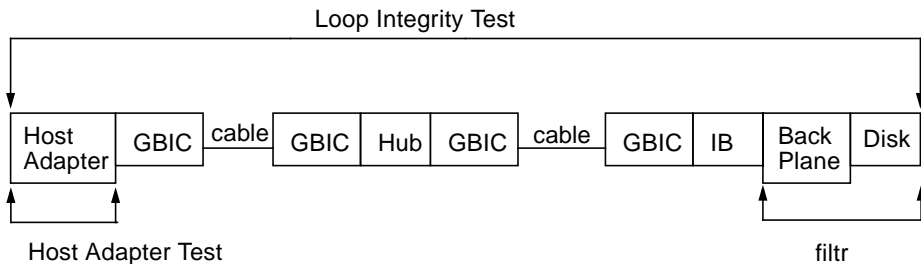 Loop Integrity Test
Host
Adapter
GBIC
cable
GBIC
Hub
GBIC
cable
GBIC
IB
Back
Plane
Disk
Host Adapter Test
filtr